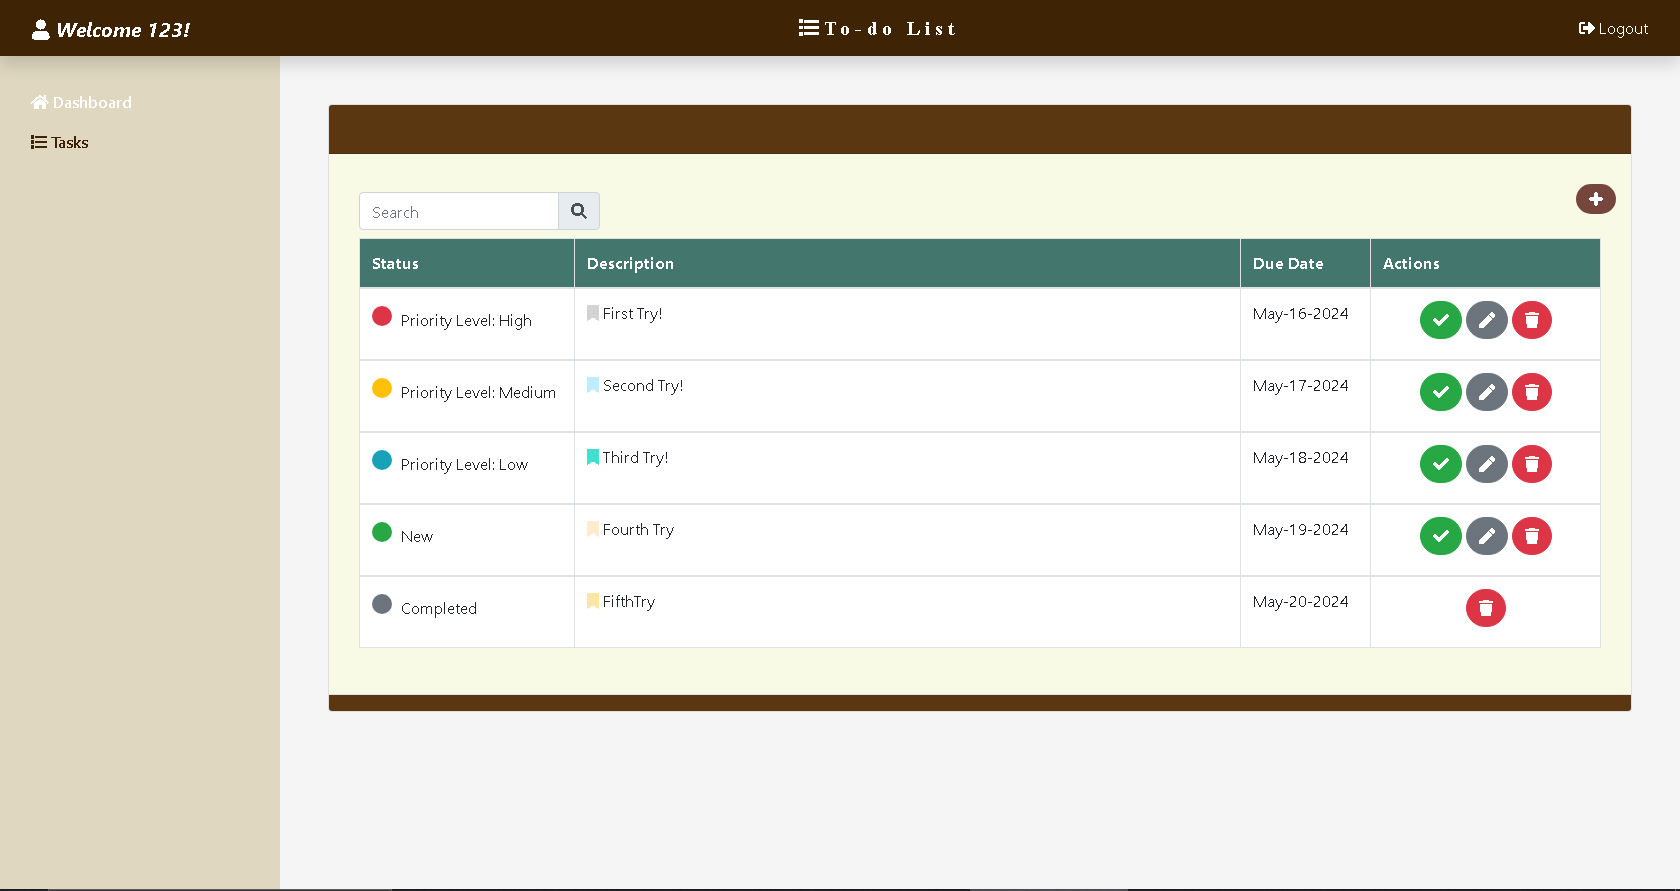 Welcome 123!
To-do List
Logout
Dashboard
Tasks
Search
Status Description Due Date Actions
Priority Level: High First Try! May-16-2024
Priority Level: Medium Second Try! May-17-2024
Priority Level: Low Third Try! May-18-2024
New Fourth Try May-19-2024
Completed FifthTry May-20-2024